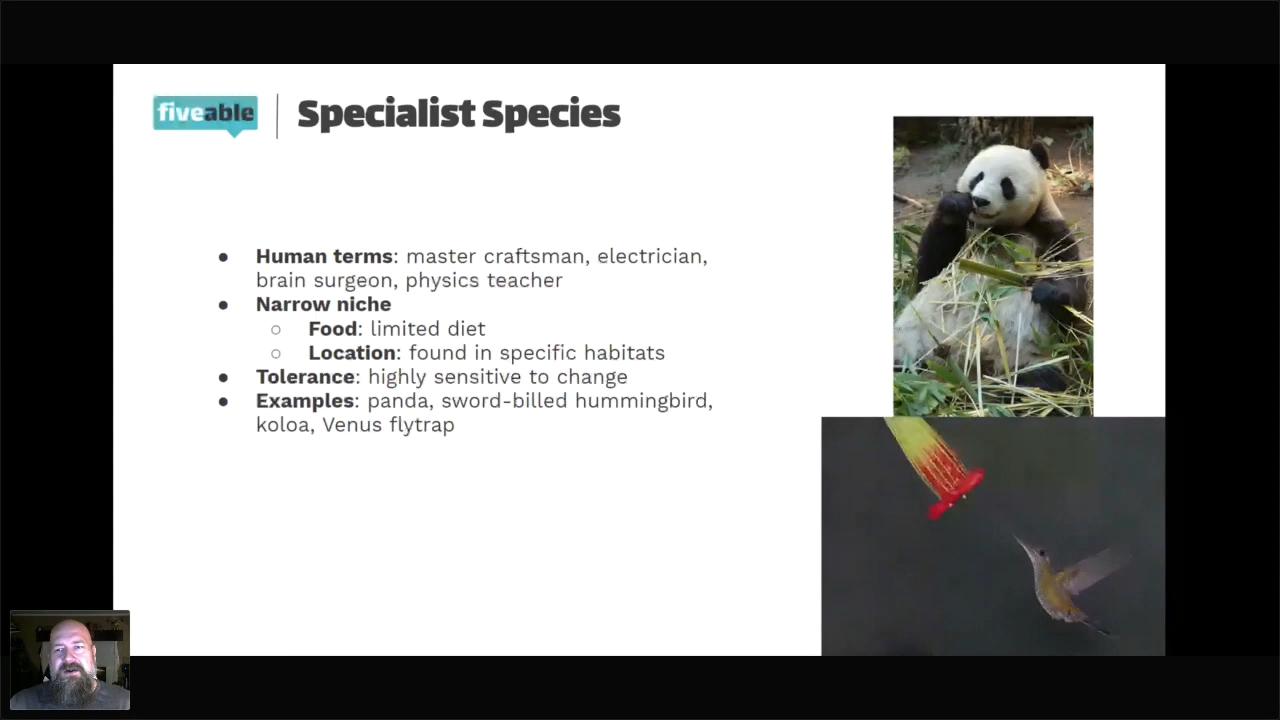 fiveable
Specialist Species
● Human terms: master craftsman, electrician,
brain surgeon, physics teacher
● Narrow niche
○ Food: limited diet
○ Location: found in specific habitats
● Tolerance: highly sensitive to change
● Examples: panda, sword-billed hummingbird,
koloa, Venus flytrap